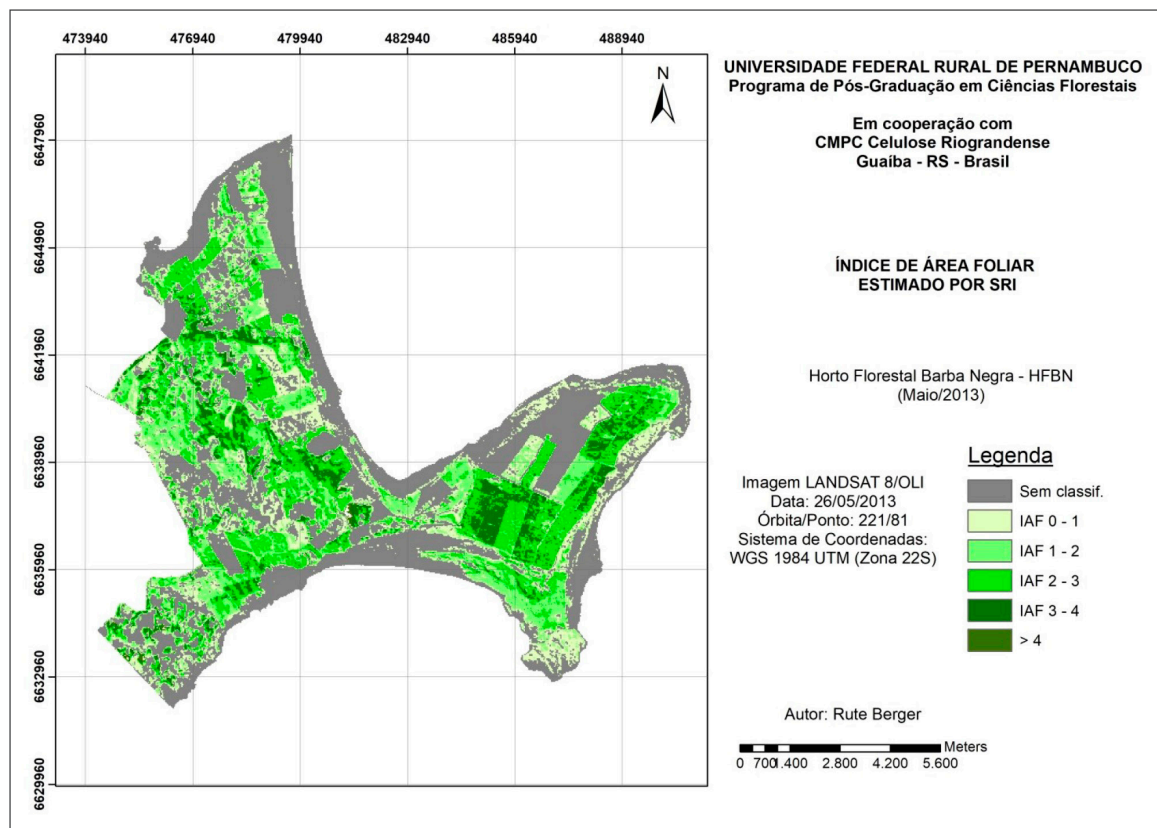 473940 476940 479940 482940 485940 488940
6647960
6644960
6641960
6638960
6635960
6632960
6629960
N
UNIVERSIDADE FEDERAL RURAL DE PERNAMBUCO
Programa de Pós-Graduação em Ciências Florestais
Em cooperação com
CMPC Celulose Riograndense
Guaíba - RS - Brasil
ÍNDICE DE ÁREA FOLIAR
ESTIMADO POR SRI
Horto Florestal Barba Negra - HFBN
(Maio/2013)
Imagem LANDSAT 8/OLI
Data: 26/05/2013
Órbita/Ponto: 221/81
Sistema de Coordenadas:
WGS 1984 UTM (Zona 22S)
Legenda
Sem classif.
IAF 0 - 1
IAF 1 - 2
IAF 2 - 3
IAF 3 - 4
> 4
Autor: Rute Berger
Meters
0 700 1.400 2.800 4.200 5.600